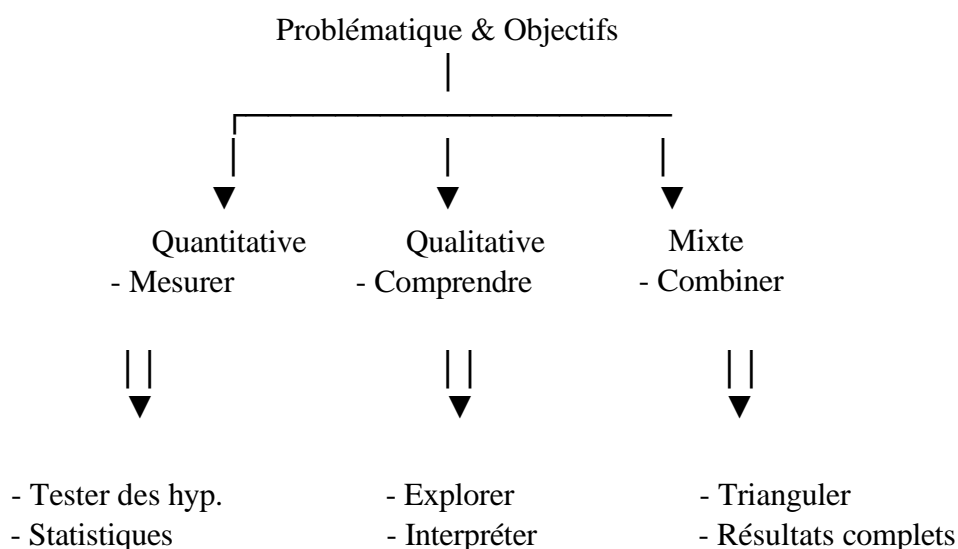 Problématique & Objectifs
Quantitative Qualitative Mixte
- Mesurer - Comprendre - Combiner
- Tester des hyp. - Explorer - Trianguler
- Statistiques - Interpréter - Résultats complets